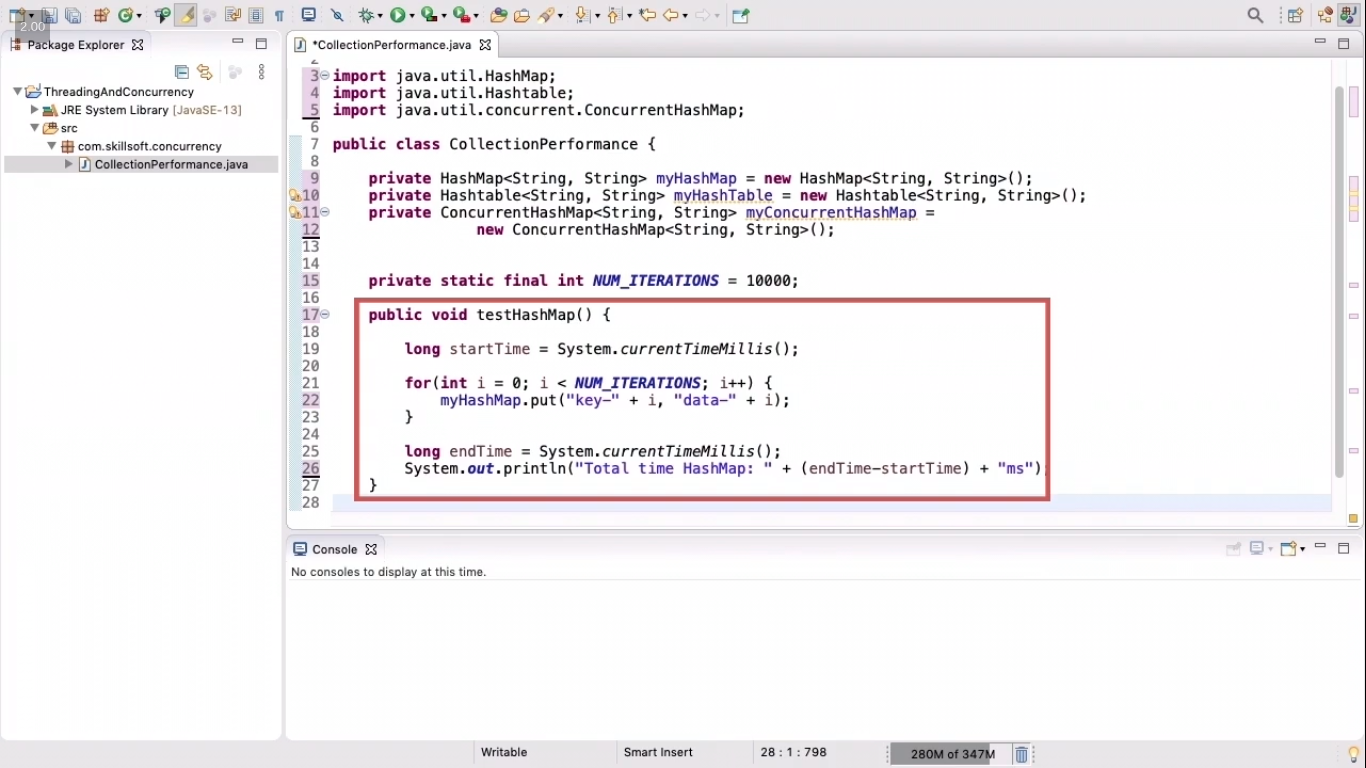 2.00
Package Explorer
ThreadingAndConcurrency
JRE System Library [JavaSE-13]
src
com.skillsoft.concurrency
CollectionPerformance.java
*CollectionPerformance.java
3 import java.util.HashMap;
4 import java.util.Hashtable;
5 import java.util.concurrent.ConcurrentHashMap;
6
7 public class CollectionPerformance {
8
9 private HashMap<String, String> myHashMap = new HashMap<String, String>();
10 private Hashtable<String, String> myHashTable = new Hashtable<String, String>();
11 private ConcurrentHashMap<String, String> myConcurrentHashMap =
12 new ConcurrentHashMap<String, String>();
13
14
15 private static final int NUM_ITERATIONS = 10000;
16
17 public void testHashMap() {
18
19 long startTime = System.currentTimeMillis();
20
21 for(int i = 0; i < NUM_ITERATIONS; i++) {
22 myHashMap.put("key-" + i, "data-" + i);
23 }
24
25 long endTime = System.currentTimeMillis();
26 System.out.println("Total time HashMap: " + (endTime-startTime) + "ms")
27 }
28
Console
No consoles to display at this time.
Writable
Smart Insert
28 : 1 : 798
280M of 347M